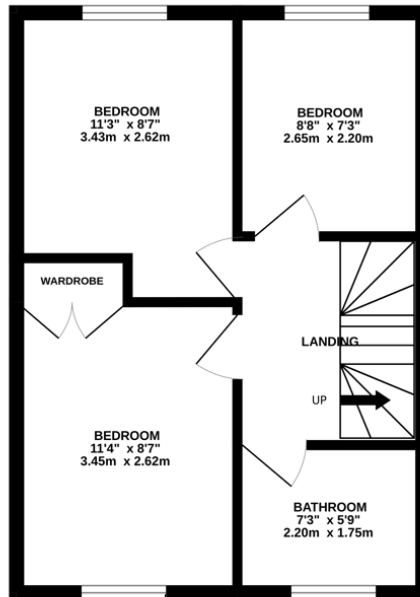 BEDROOM
11'3" x 8'7"
3.43m x 2.62m
BEDROOM
8'8" x 7'3"
2.65m x 2.20m
WARDROBE
LANDING
UP
BEDROOM
11'4" x 8'7"
3.45m x 2.62m
BATHROOM
7'3" x 5'9"
2.20m x 1.75m